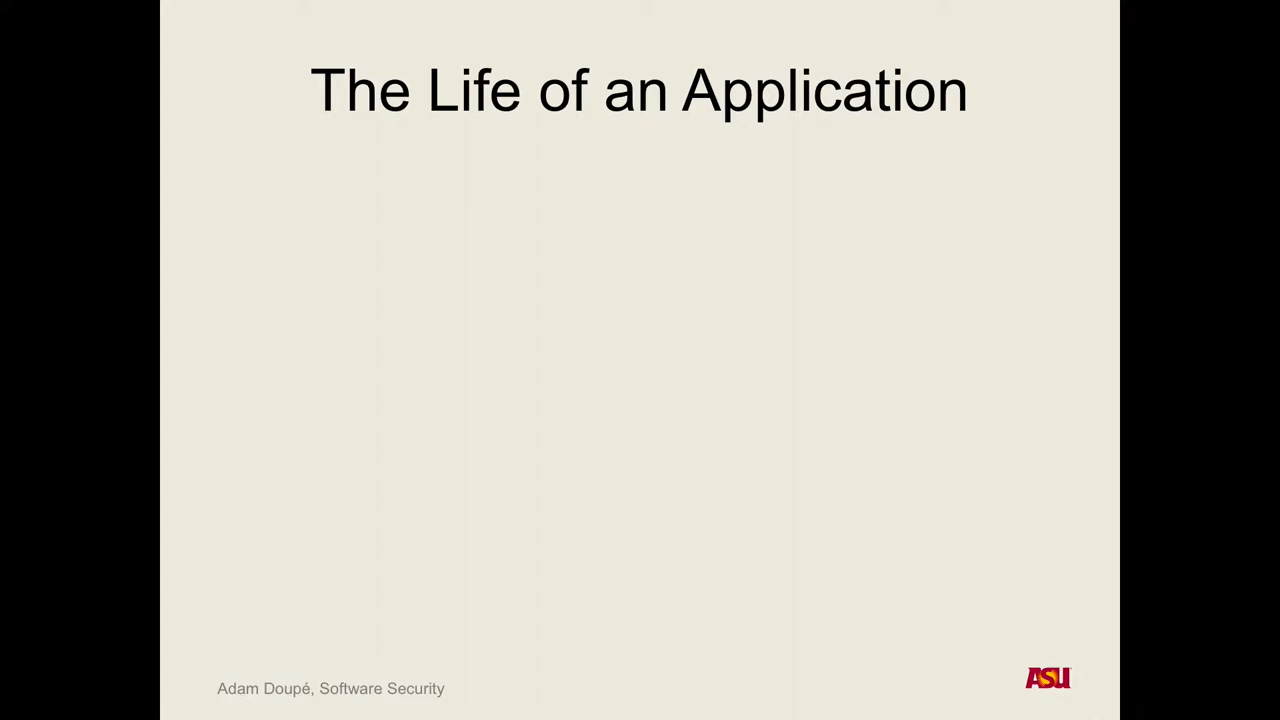 The Life of an Application
Adam Doupé, Software Security
ASU